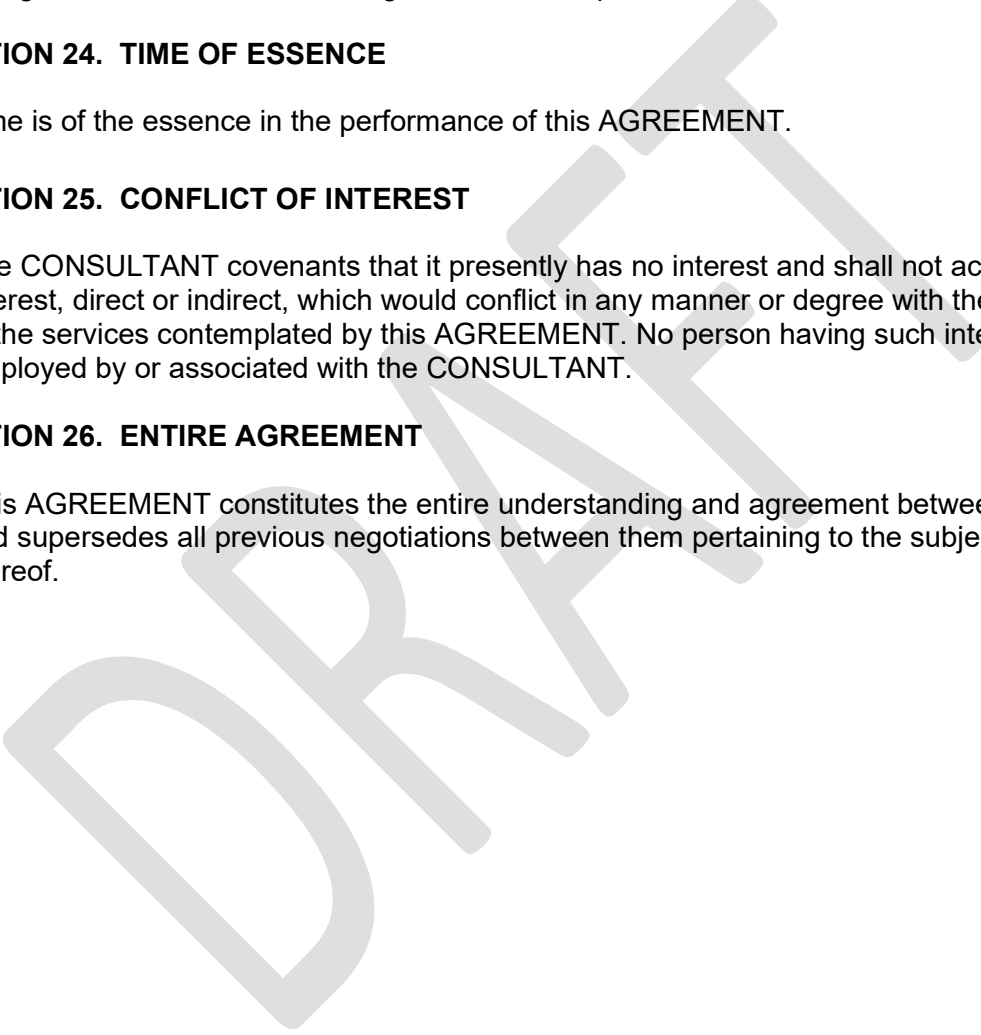 TION 24. TIME OF ESSENCE
me is of the essence in the performance of this AGREEMENT.
TION 25. CONFLICT OF INTEREST
e CONSULTANT covenants that it presently has no interest and shall not ac
erest, direct or indirect, which would conflict in any manner or degree with the
the services contemplated by this AGREEMENT. No person having such inte
ployed by or associated with the CONSULTANT.
TION 26. ENTIRE AGREEMENT
is AGREEMENT constitutes the entire understanding and agreement betwee
d supersedes all previous negotiations between them pertaining to the subje
reof.
DRAFT